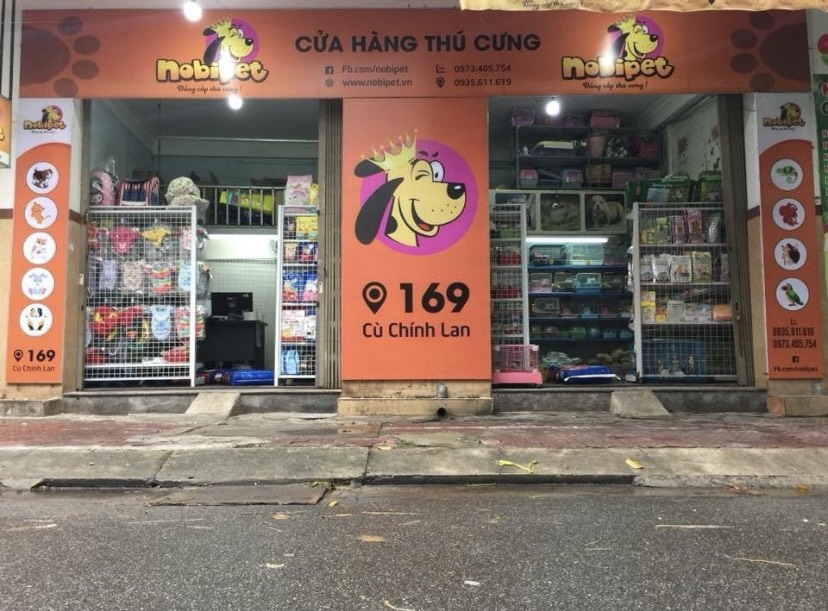 nobipet
Đẳng cấp thú cưng !
CỬA HÀNG THÚ CƯNG
Fb.com/nobipet
www.nobipet.vn
0973.405.754
0935.611.619
nobipet
Đẳng cấp thú cưng !
nobipet
169
Cù Chính Lan
169
Cù Chính Lan
nobipet
0935.611.619
0973.405.754
Fb.com/nobipet